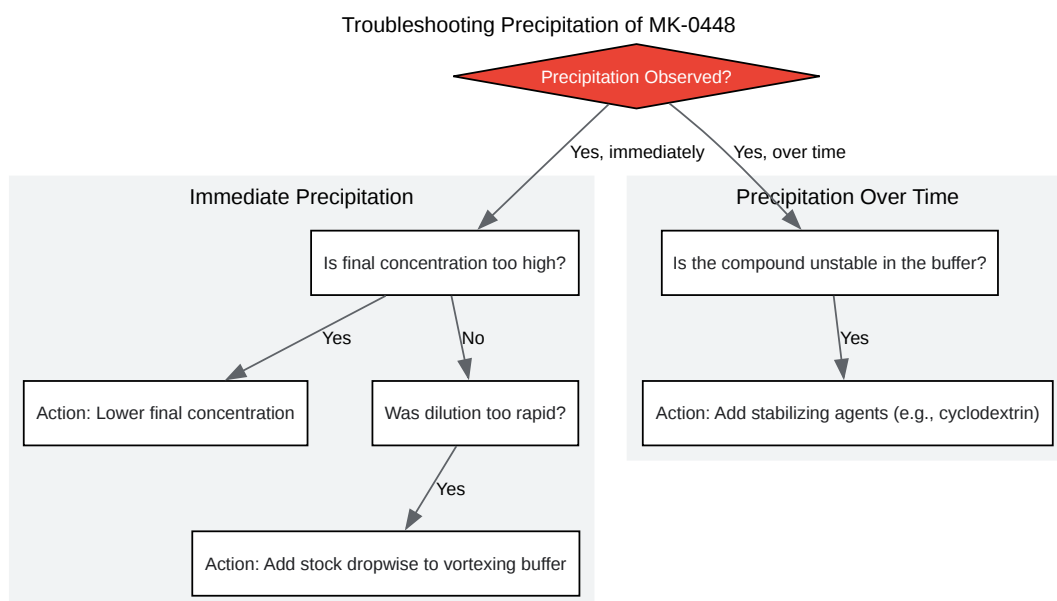 Troubleshooting Precipitation of MK-0448
Precipitation Observed?
Yes, immediately
Yes, over time
Immediate Precipitation
Precipitation Over Time
Is final concentration too high?
Is the compound unstable in the buffer?
Yes
No
Yes
Action: Lower final concentration
Was dilution too rapid?
Action: Add stabilizing agents (e.g., cyclodextrin)
Yes
Action: Add stock dropwise to vortexing buffer